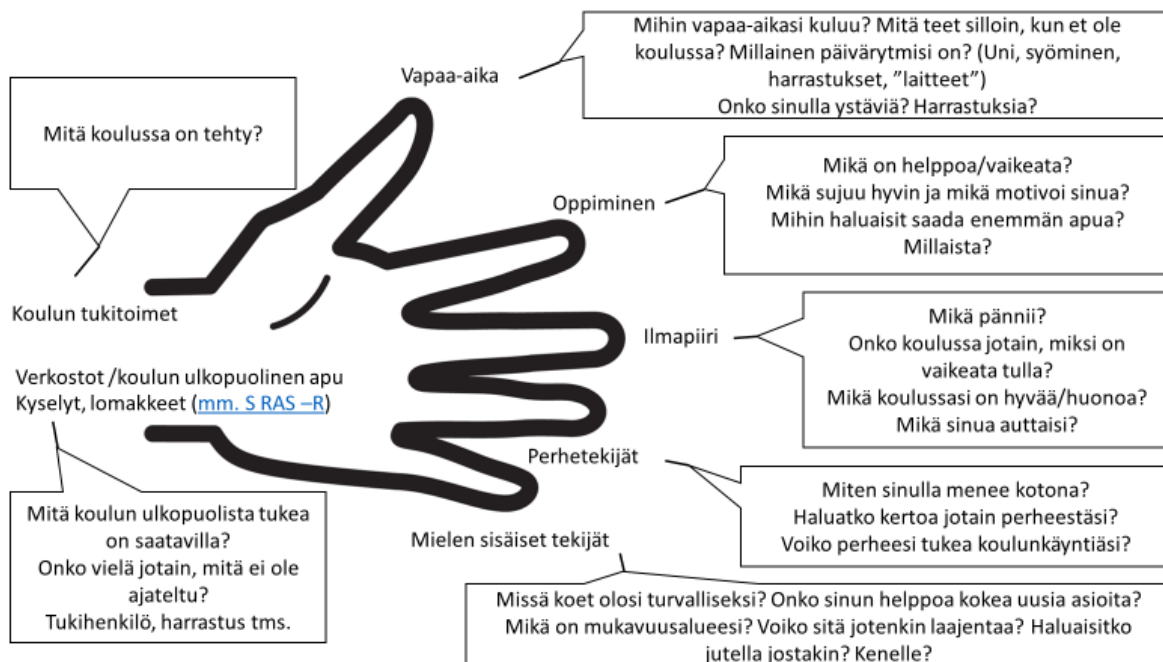 Mihin vapaa-aikasi kuluu? Mitä teet silloin, kun et ole
koulussa? Millainen päivärytmisi on? (Uni, syöminen,
harrastukset, ”laitteet”)
Onko sinulla ystäviä? Harrastuksia?
Vapaa-aika
Mitä koulussa on tehty?
Mikä on helppoa/vaikeata?
Mikä sujuu hyvin ja mikä motivoi sinua?
Mihin haluaisit saada enemmän apua?
Millaista?
Oppiminen
Koulun tukitoimet
Mikä pännii?
Onko koulussa jotain, miksi on
vaikeata tulla?
Mikä koulussasi on hyvää/huonoa?
Mikä sinua auttaisi?
Ilmapiiri
Verkostot /koulun ulkopuolinen apu
Kyselyt, lomakkeet (mm. S RAS –R)
Perhetekijät
Miten sinulla menee kotona?
Haluatko kertoa jotain perheestäsi?
Voiko perheesi tukea koulunkäyntiäsi?
Mitä koulun ulkopuolista tukea
on saatavilla?
Onko vielä jotain, mitä ei ole
ajateltu?
Tukihenkilö, harrastus tms.
Mielen sisäiset tekijät
Missä koet olosi turvalliseksi? Onko sinun helppoa kokea uusia asioita?
Mikä on mukavuusalueesi? Voiko sitä jotenkin laajentaa? Haluaisitko
jutella jostakin? Kenelle?